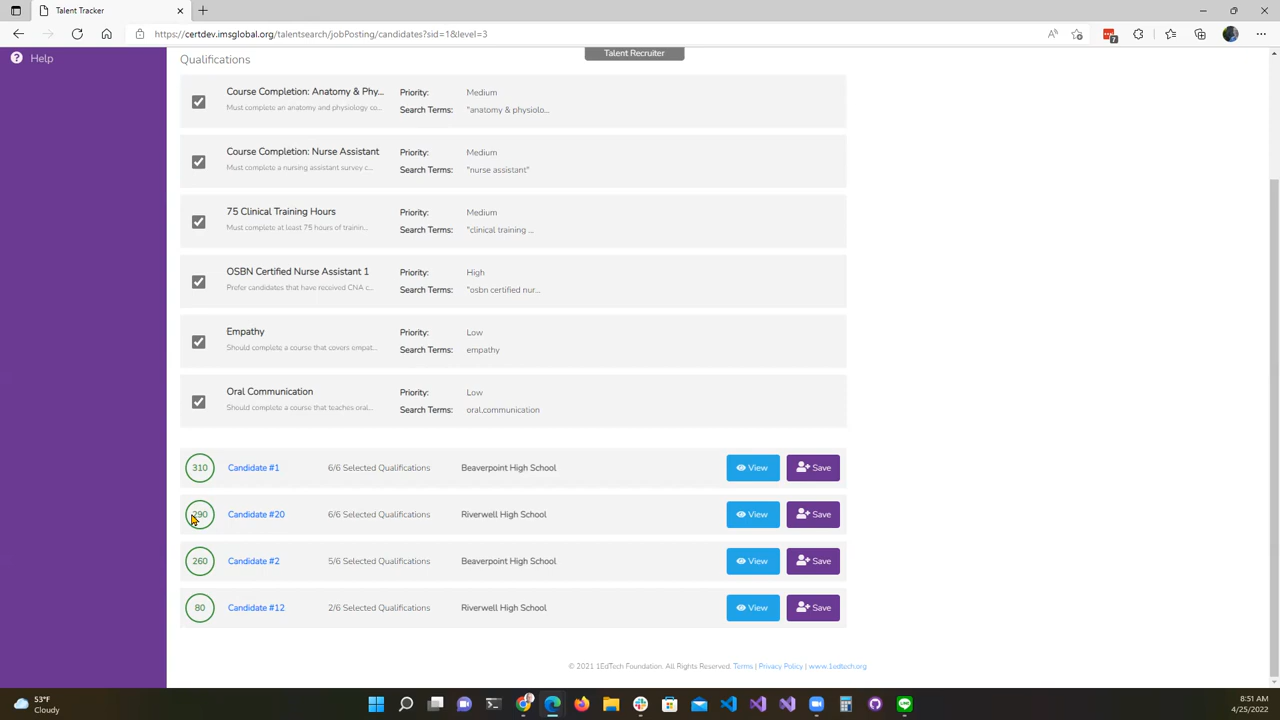 Talent Tracker
https://certdev.imsglobal.org/talentsearch/jobPosting/candidates?sid=1&level=3
7
Help
Talent Recruiter
Qualifications
Course Completion: Anatomy & Phy... Priority: Medium
Must complete an anatomy and physiology co... Search Terms: "anatomy & physiolo...
Course Completion: Nurse Assistant Priority: Medium
Must complete a nursing assistant survey c... Search Terms: "nurse assistant"
75 Clinical Training Hours Priority: Medium
Must complete at least 75 hours of trainin... Search Terms: "clinical training ...
OSBN Certified Nurse Assistant 1 Priority: High
Prefer candidates that have received CNA c... Search Terms: "osbn certified nur...
Empathy Priority: Low
Should complete a course that covers empat... Search Terms: empathy
Oral Communication Priority: Low
Should complete a course that teaches oral... Search Terms: oral,communication
310 Candidate #1 6/6 Selected Qualifications Beaverpoint High School View Save
290 Candidate #20 6/6 Selected Qualifications Riverwell High School View Save
260 Candidate #2 5/6 Selected Qualifications Beaverpoint High School View Save
80 Candidate #12 2/6 Selected Qualifications Riverwell High School View Save
© 2021 1EdTech Foundation. All Rights Reserved. Terms | Privacy Policy | www.1edtech.org
53°F
Cloudy
8:51 AM
4/25/2022